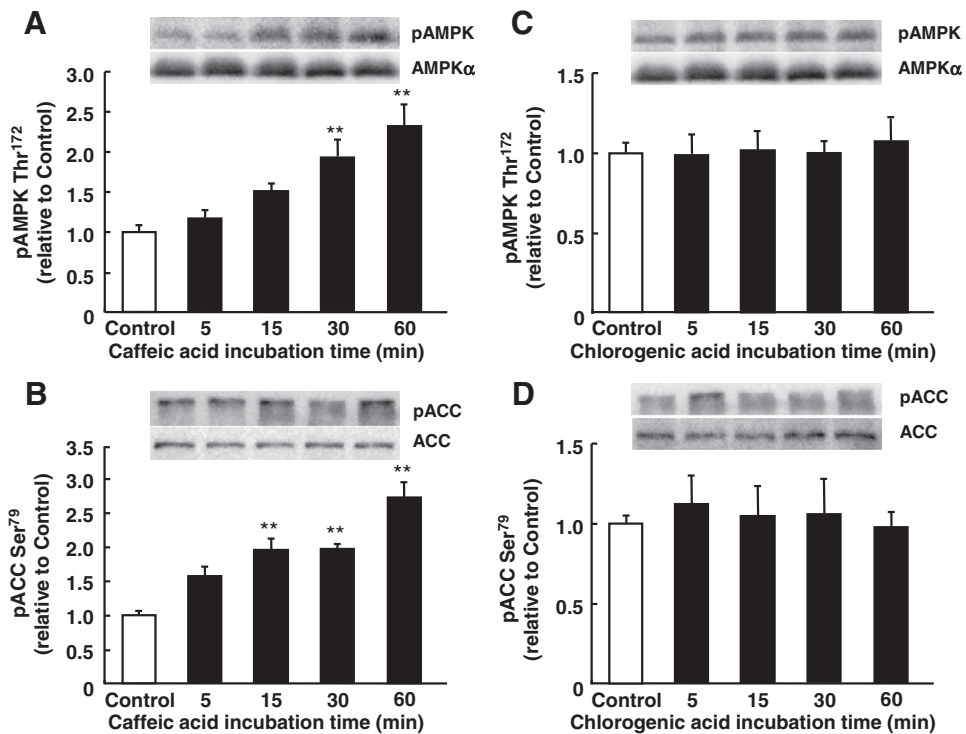 A
pAMPK
AMPKα
3.0
2.5
2.0
1.5
1.0
0.5
0
pAMPK Thr172
(relative to Control)
**
**
Control 5 15 30 60
Caffeic acid incubation time (min)
C
pAMPK
AMPKα
1.5
1.0
0.5
0
pAMPK Thr172
(relative to Control)
Control 5 15 30 60
Chlorogenic acid incubation time (min)
B
pACC
ACC
3.5
3.0
2.5
2.0
1.5
1.0
0
pACC Ser79
(relative to Control)
**
**
**
Control 5 15 30 60
Caffeic acid incubation time (min)
D
pACC
ACC
1.5
1.0
0.5
0
pACC Ser79
(relative to Control)
Control 5 15 30 60
Chlorogenic acid incubation time (min)